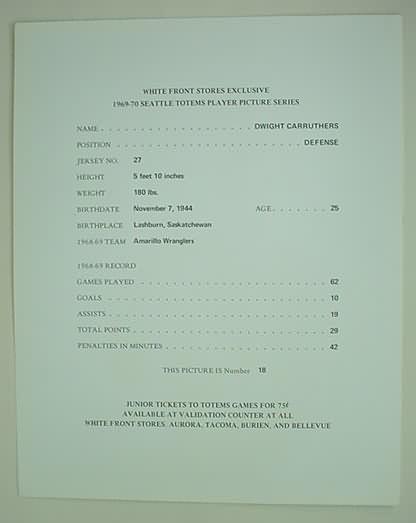 WHITE FRONT STORES EXCLUSIVE
1969-70 SEATTLE TOTEMS PLAYER PICTURE SERIES
NAME . . . . . . . . . . . . . . . . . . . . DWIGHT CARRUTHERS
POSITION . . . . . . . . . . . . . . . . . . . . . . . . DEFENSE
JERSEY NO. 27
HEIGHT 5 feet 10 inches
WEIGHT 180 lbs.
BIRTHDATE November 7, 1944 AGE . . . . . . . 25
BIRTHPLACE Lashburn, Saskatchewan
1968-69 TEAM Amarillo Wranglers
1968-69 RECORD
GAMES PLAYED . . . . . . . . . . . . . . . . . . . . 62
GOALS . . . . . . . . . . . . . . . . . . . . . . . . 10
ASSISTS . . . . . . . . . . . . . . . . . . . . . . . 19
TOTAL POINTS . . . . . . . . . . . . . . . . . . . . . 29
PENALTIES IN MINUTES . . . . . . . . . . . . . . . . . 42
THIS PICTURE IS Number 18
JUNIOR TICKETS TO TOTEMS GAMES FOR 75¢
AVAILABLE AT VALIDATION COUNTER AT ALL
WHITE FRONT STORES, AURORA, TACOMA, BURIEN, AND BELLEVUE